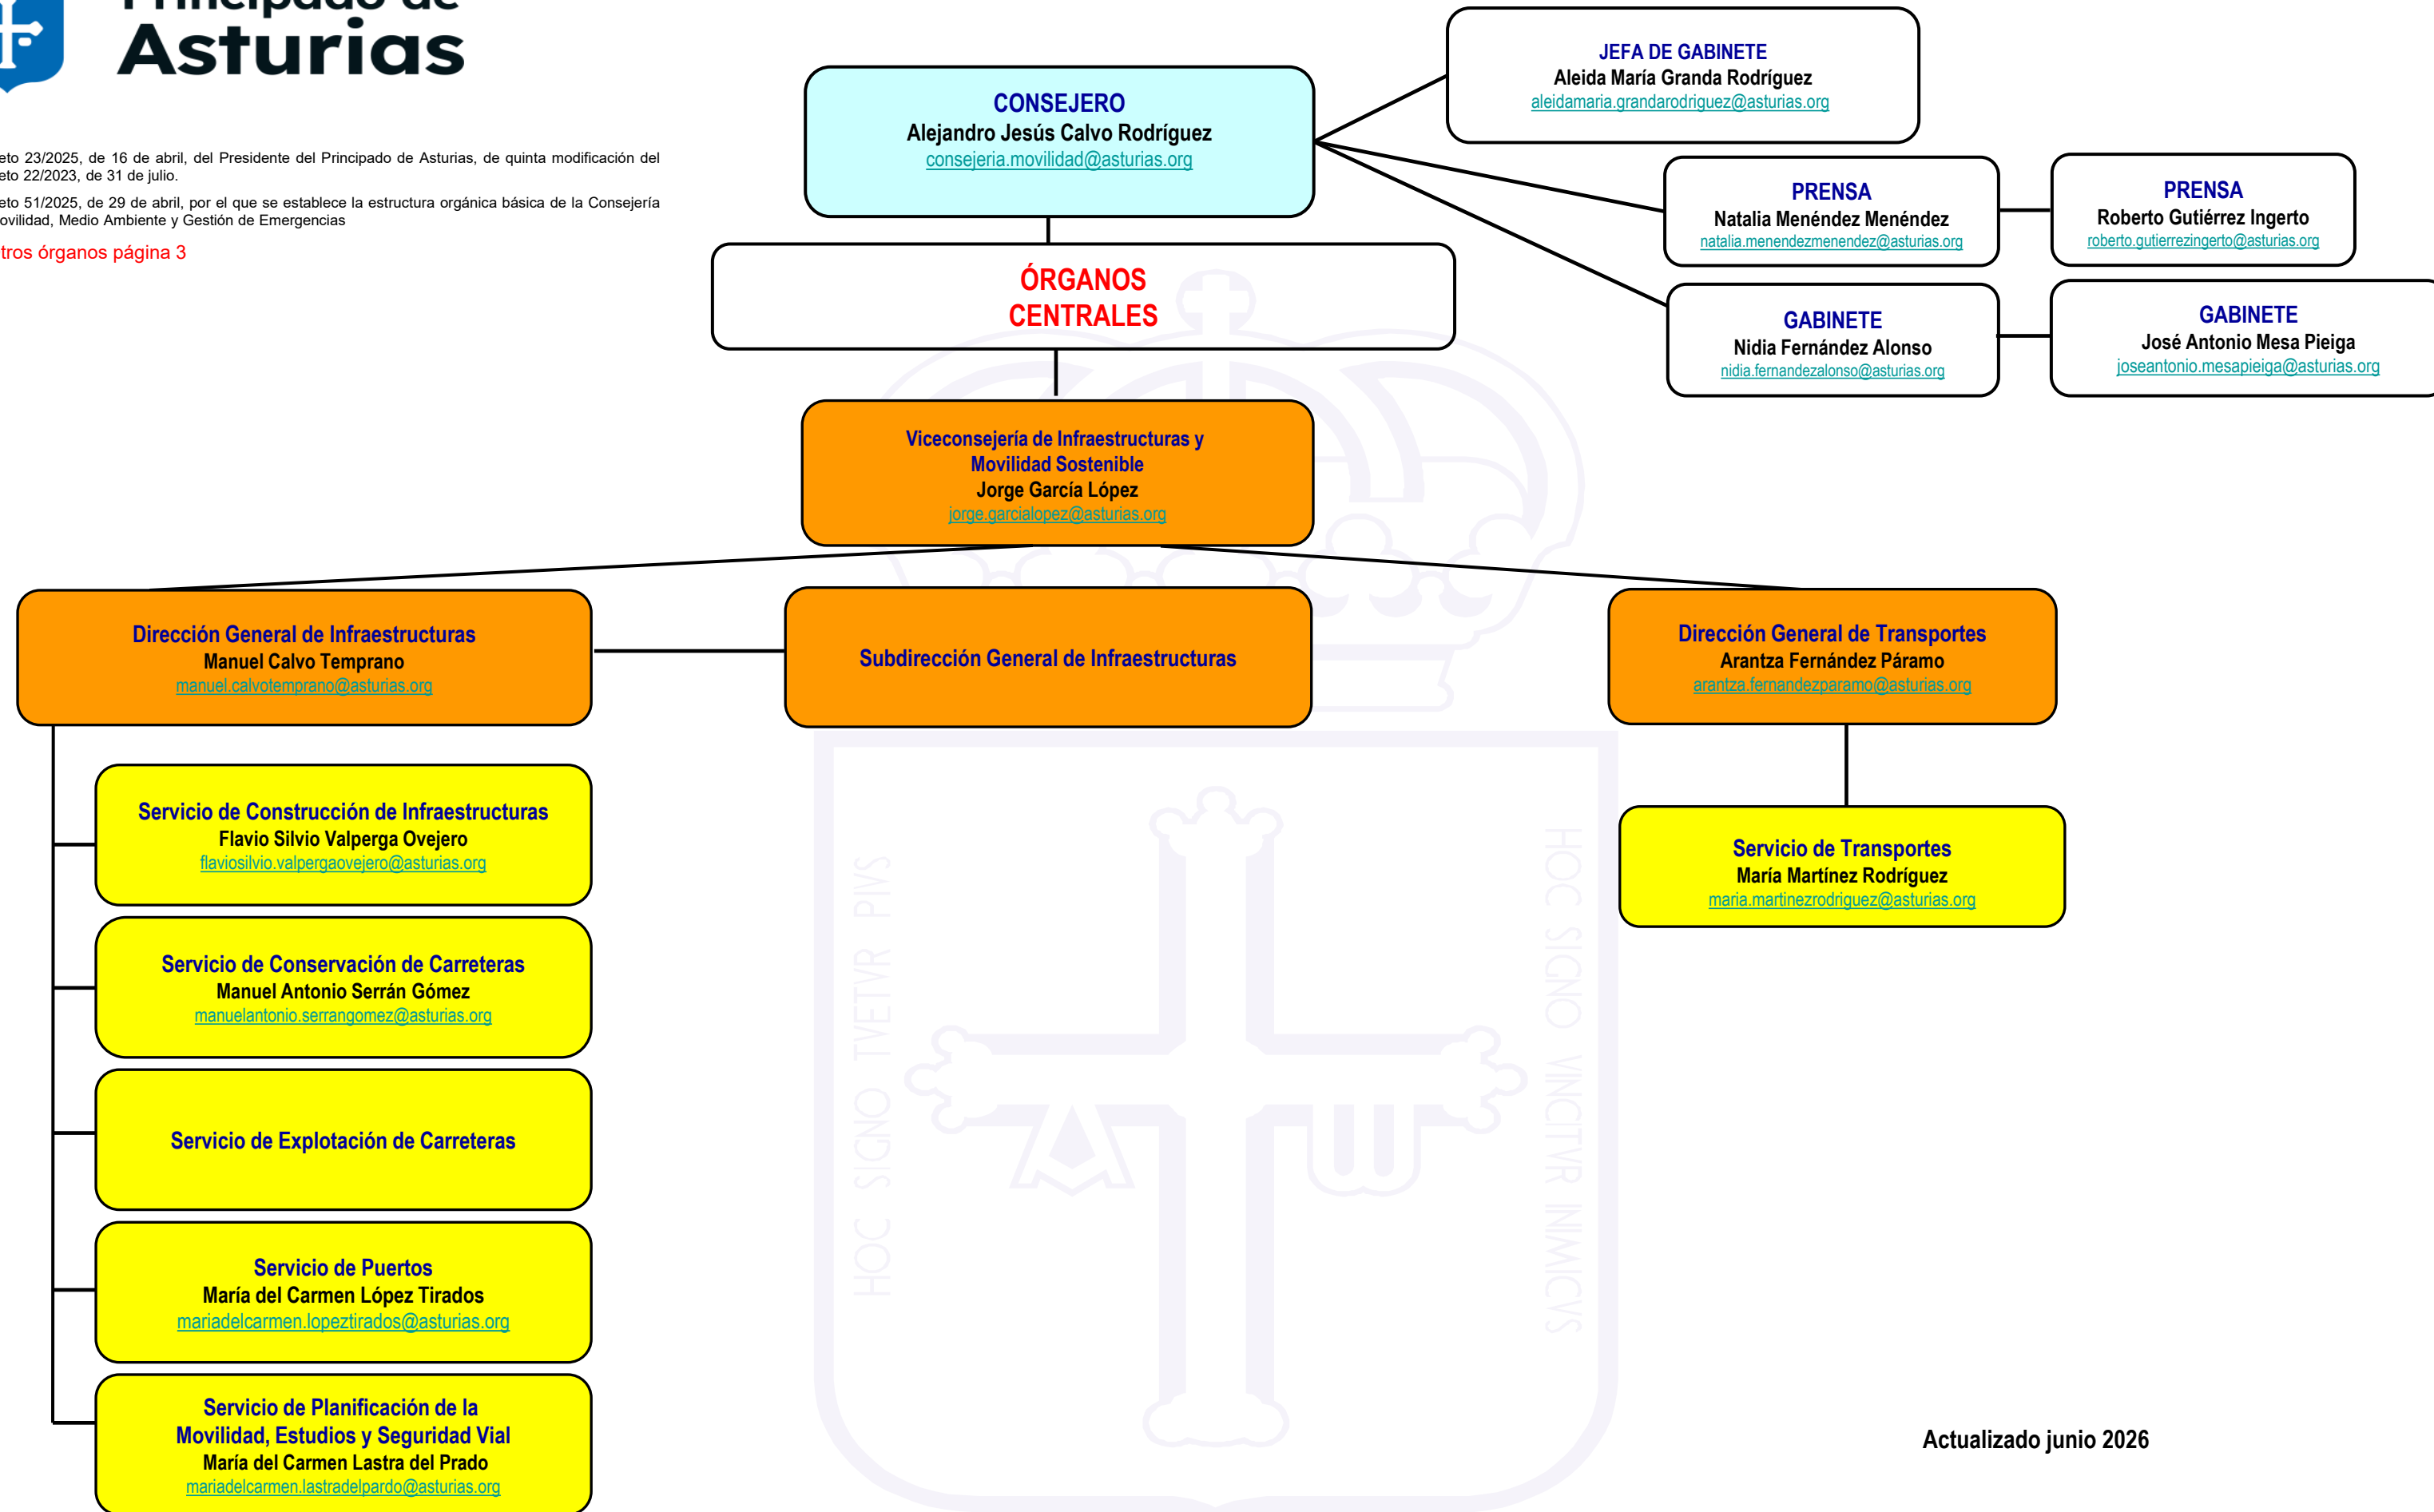 Principado de
Asturias
eto 23/2025, de 16 de abril, del Presidente del Principado de Asturias, de quinta modificación del
eto 22/2023, de 31 de julio.
eto 51/2025, de 29 de abril, por el que se establece la estructura orgánica básica de la Consejería
ovilidad, Medio Ambiente y Gestión de Emergencias
tros órganos página 3
CONSEJERO
Alejandro Jesús Calvo Rodríguez
consejeria.movilidad@asturias.org
JEFA DE GABINETE
Aleida María Granda Rodríguez
aleidamaria.grandarodriguez@asturias.org
PRENSA
Natalia Menéndez Menéndez
natalia.menendezmenendez@asturias.org
PRENSA
Roberto Gutiérrez Ingerto
roberto.gutierrezingerto@asturias.org
GABINETE
Nidia Fernández Alonso
nidia.fernandezalonso@asturias.org
GABINETE
José Antonio Mesa Pieiga
joseantonio.mesapieiga@asturias.org
ÓRGANOS
CENTRALES
Viceconsejería de Infraestructuras y
Movilidad Sostenible
Jorge García López
jorge.garcialopez@asturias.org
Dirección General de Infraestructuras
Manuel Calvo Temprano
manuel.calvotemprano@asturias.org
Subdirección General de Infraestructuras
Dirección General de Transportes
Arantza Fernández Páramo
arantza.fernandezparamo@asturias.org
Servicio de Construcción de Infraestructuras
Flavio Silvio Valperga Ovejero
flaviosilvio.valpergaovejero@asturias.org
Servicio de Conservación de Carreteras
Manuel Antonio Serrán Gómez
manuelantonio.serrangomez@asturias.org
Servicio de Explotación de Carreteras
Servicio de Puertos
María del Carmen López Tirados
mariadelcarmen.lopeztirados@asturias.org
Servicio de Planificación de la
Movilidad, Estudios y Seguridad Vial
María del Carmen Lastra del Prado
mariadelcarmen.lastradelpardo@asturias.org
Servicio de Transportes
María Martínez Rodríguez
maria.martinezrodriguez@asturias.org
HOC SIGNO TVETVR PIVS
HOC SIGNO VINCITVR INIMICVS
A W
Actualizado junio 2026